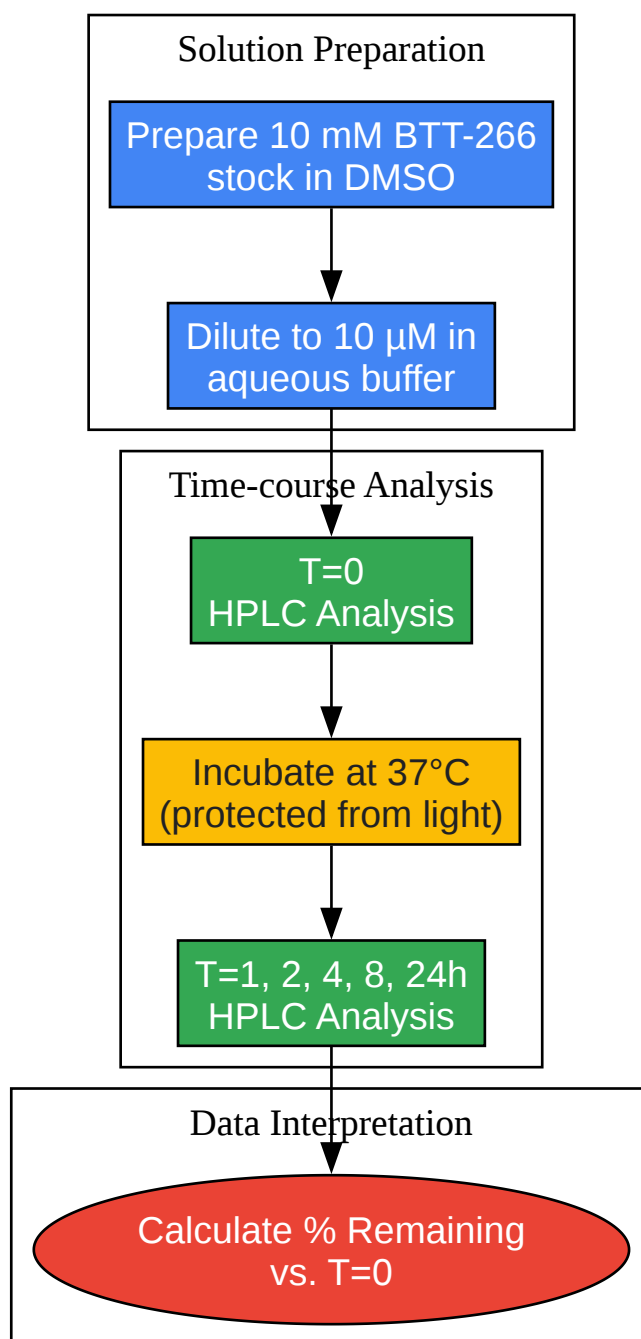 Solution Preparation
Prepare 10 mM BTT-266
stock in DMSO
Dilute to 10 µM in
aqueous buffer
Time-course Analysis
T=0
HPLC Analysis
Incubate at 37°C
(protected from light)
T=1, 2, 4, 8, 24h
HPLC Analysis
Data Interpretation
Calculate % Remaining
vs. T=0